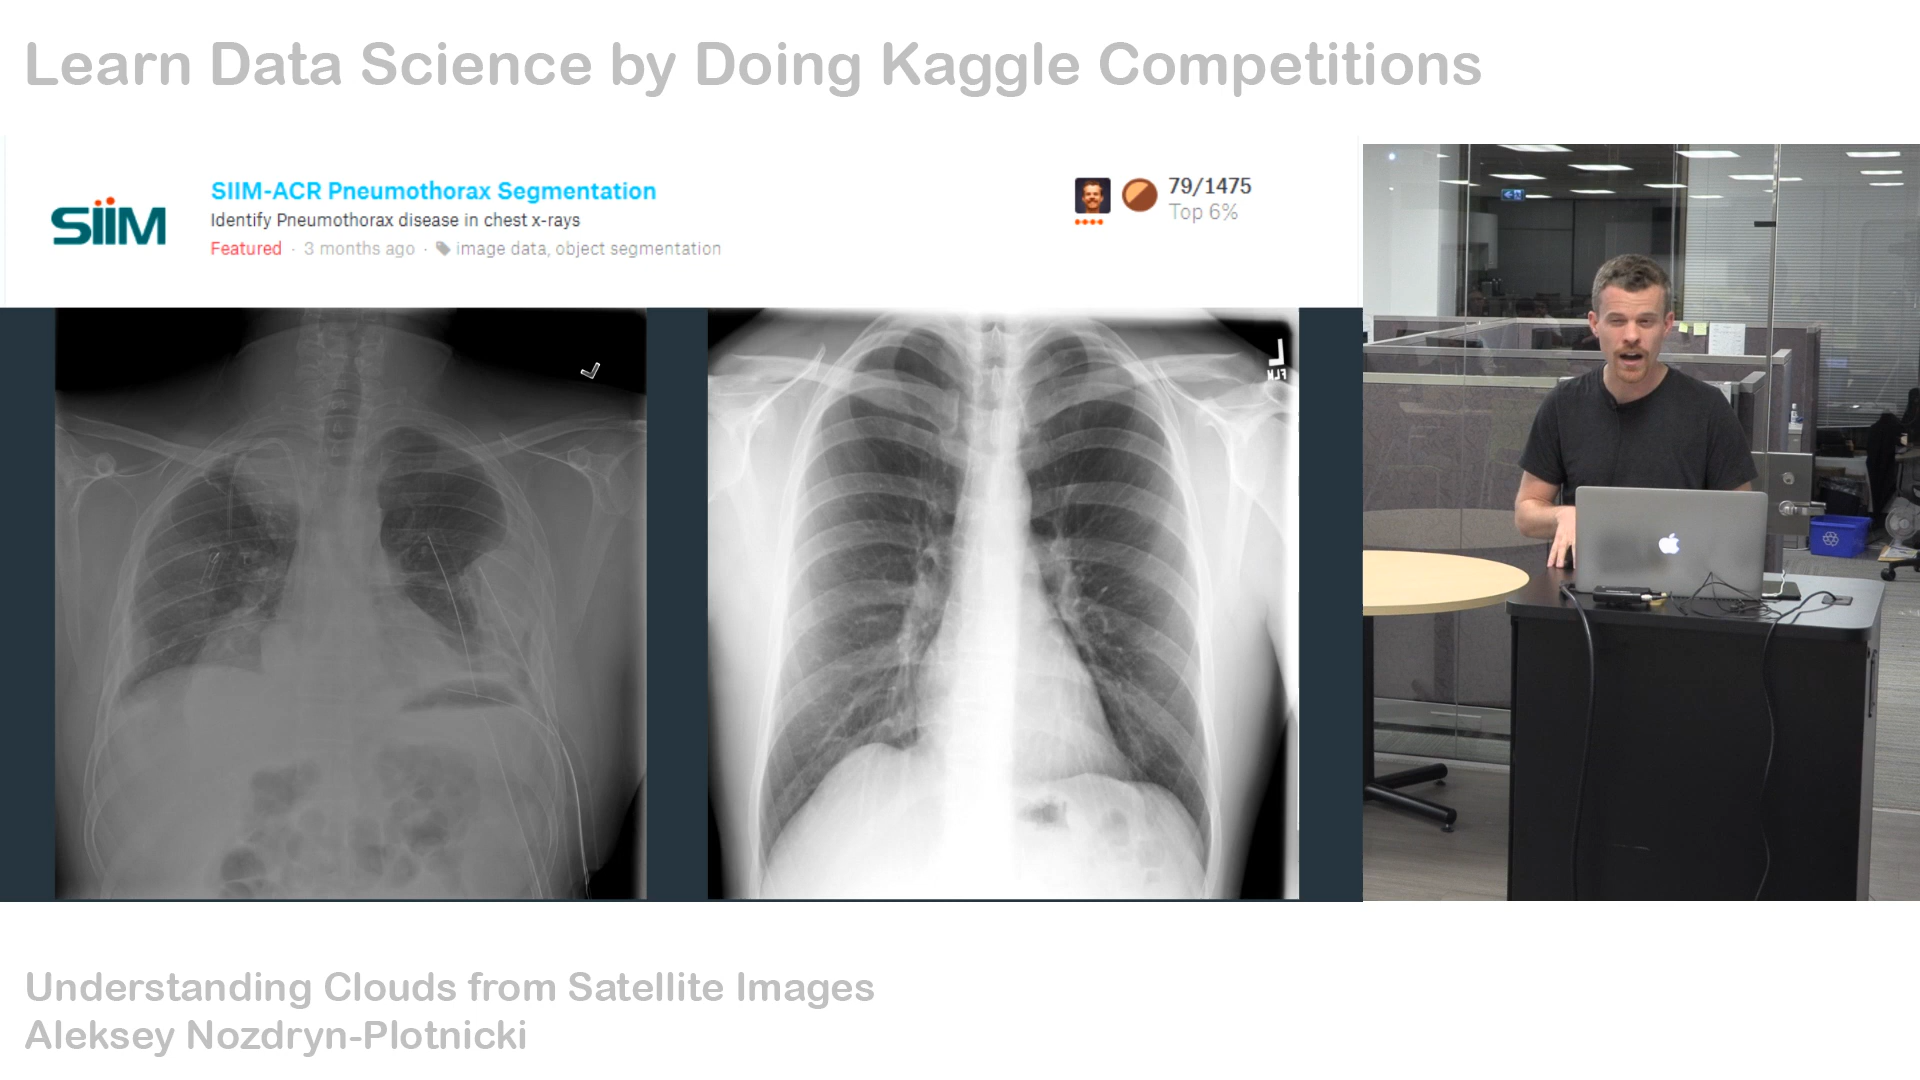 Learn Data Science by Doing Kaggle Competitions
SIIM
SIIM-ACR Pneumothorax Segmentation
Identify Pneumothorax disease in chest x-rays
Featured · 3 months ago · image data, object segmentation
79/1475
Top 6%
L
L
FLM
Understanding Clouds from Satellite Images
Aleksey Nozdryn-Plotnicki